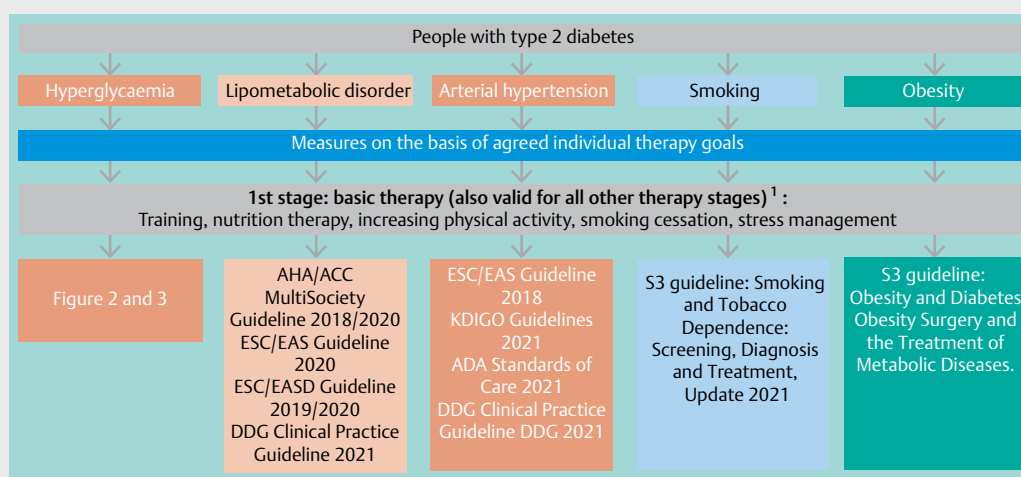 People with type 2 diabetes
Hyperglycaemia
Lipometabolic disorder
Arterial hypertension
Smoking
Obesity
Measures on the basis of agreed individual therapy goals
1st stage: basic therapy (also valid for all other therapy stages) 1 :
Training, nutrition therapy, increasing physical activity, smoking cessation, stress management
Figure 2 and 3
AHA/ACC
MultiSociety
Guideline 2018/2020
ESC/EAS Guideline
2020
ESC/EASD Guideline
2019/2020
DDG Clinical Practice
Guideline 2021
ESC/EAS Guideline
2018
KDIGO Guidelines
2021
ADA Standards of
Care 2021
DDG Clinical Practice
Guideline DDG 2021
S3 guideline: Smoking
and Tobacco
Dependence:
Screening, Diagnosis
and Treatment,
Update 2021
S3 guideline:
Obesity and Diabetes
Obesity Surgery and
the Treatment of
Metabolic Diseases.